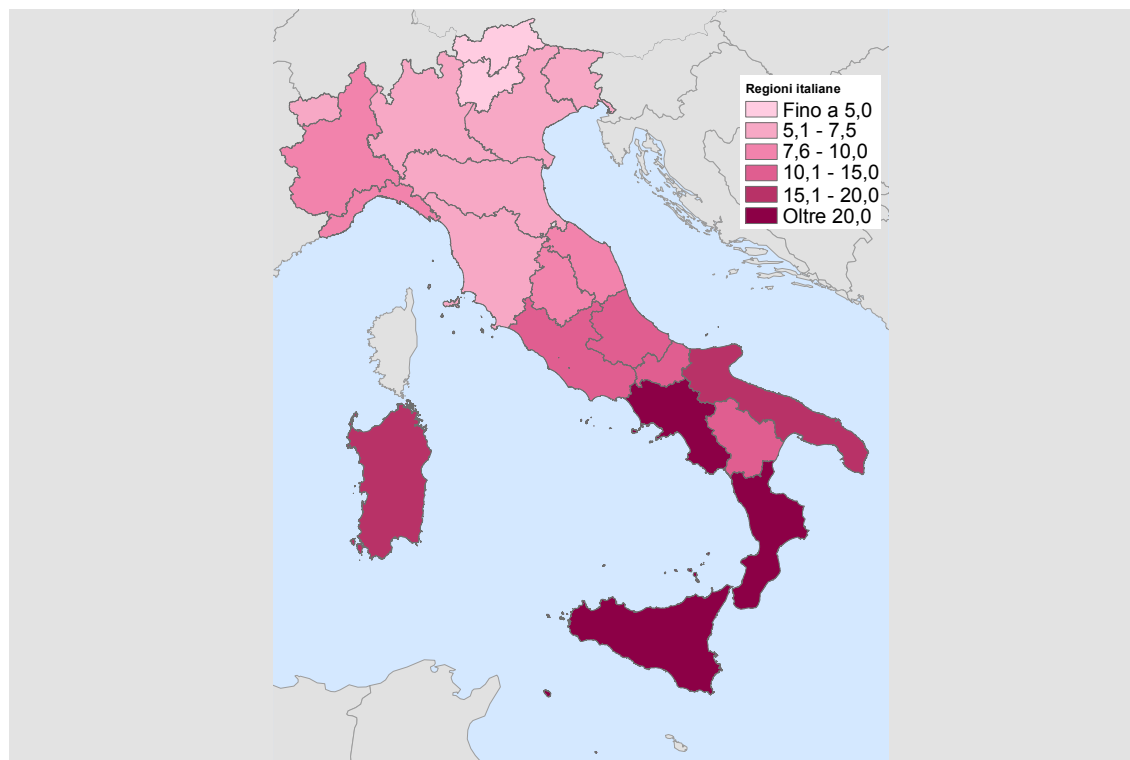 Regioni italiane
Fino a 5,0
5,1 - 7,5
7,6 - 10,0
10,1 - 15,0
15,1 - 20,0
Oltre 20,0